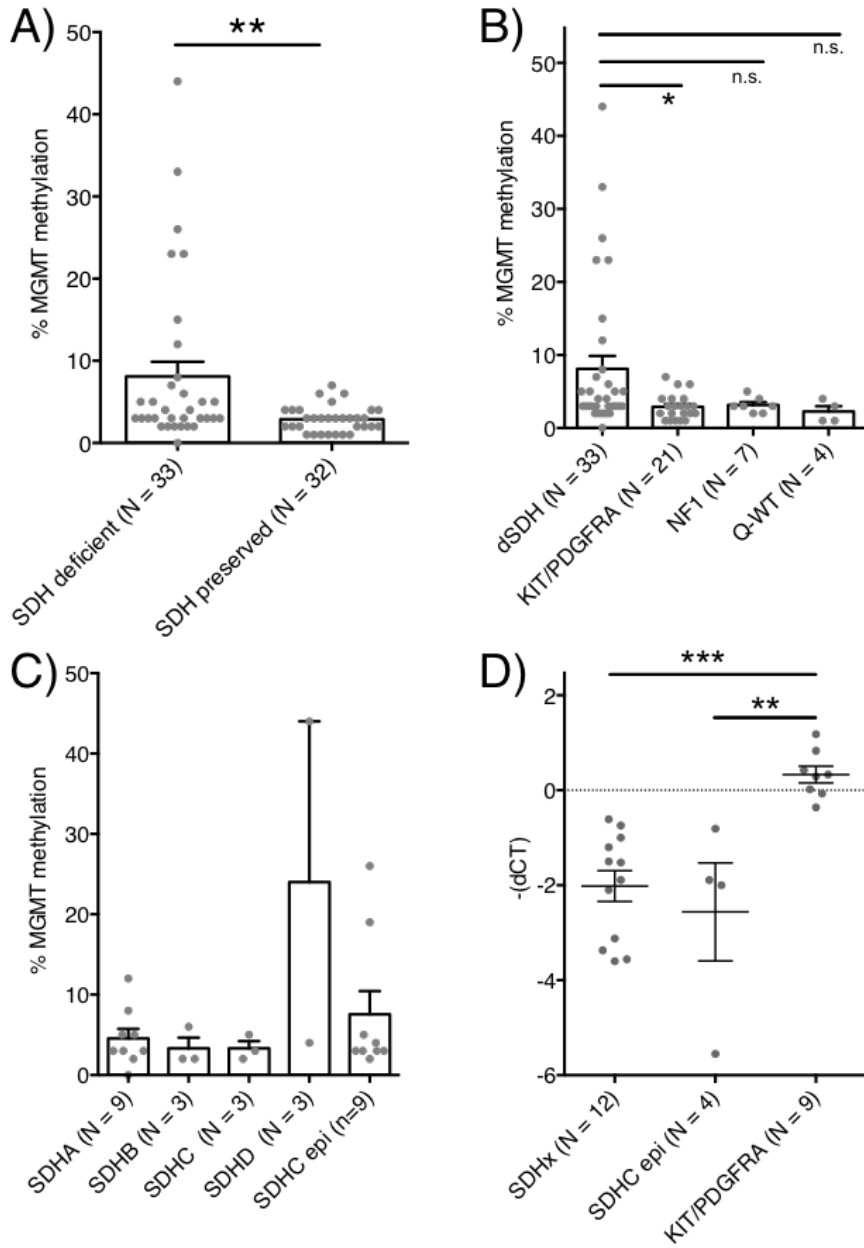 A)
**
50
40
30
20
10
0
% MGMT methylation
SDH deficient (N = 33)
SDH preserved (N = 32)
B)
n.s.
n.s.
*
50
40
30
20
10
0
% MGMT methylation
dSDH (N = 33)
KIT/PDGFRA (N = 21)
NF1 (N = 7)
Q-WT (N = 4)
C)
50
40
30
20
10
0
% MGMT methylation
SDHA (N = 9)
SDHB (N = 3)
SDHC (N = 3)
SDHD (N = 3)
SDHC epi (n=9)
D)
***
**
2
0
-2
-4
-6
-(dCT)
SDHx (N = 12)
SDHC epi (N = 4)
KIT/PDGFRA (N = 9)